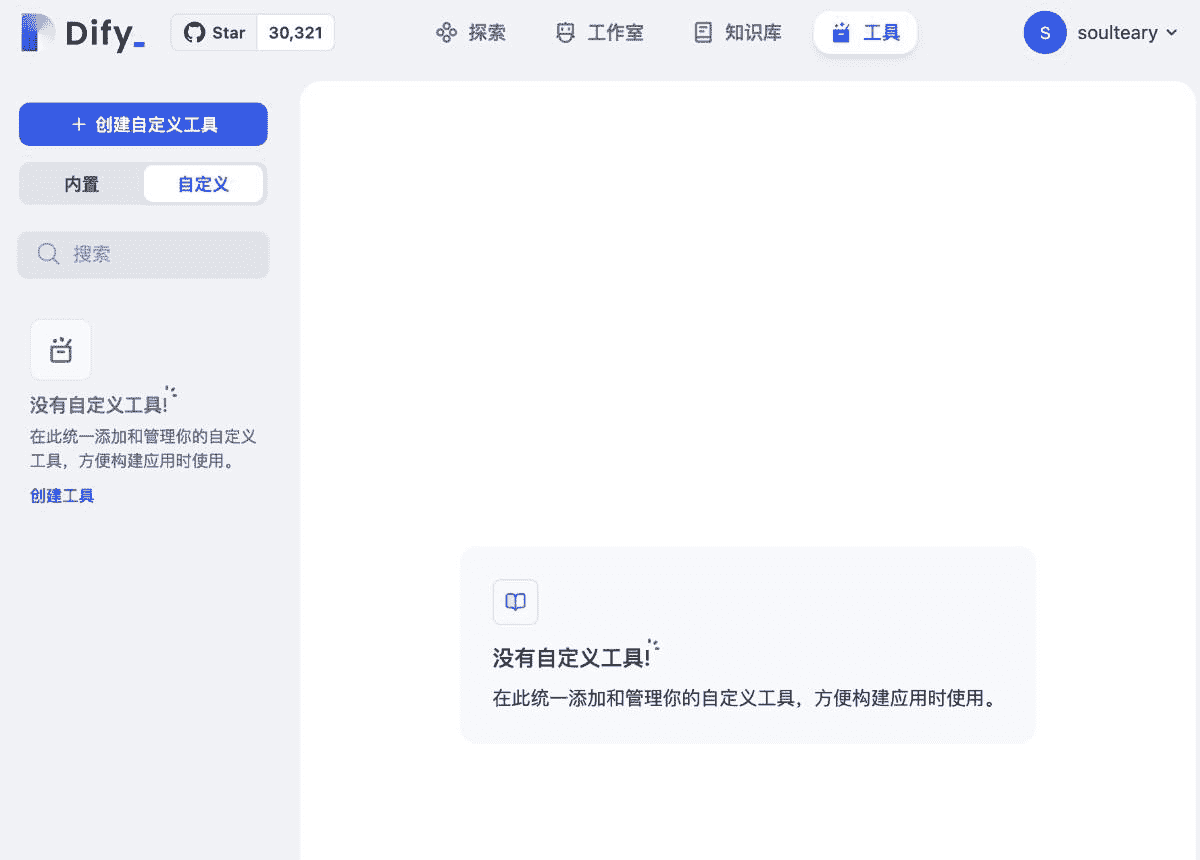 Dify_
Star 30,321
探索
工作室
知识库
工具
S soulteary
+ 创建自定义工具
内置
自定义
搜索
没有自定义工具!
在此统一添加和管理你的自定义
工具，方便构建应用时使用。
创建工具
没有自定义工具!
在此统一添加和管理你的自定义工具，方便构建应用时使用。